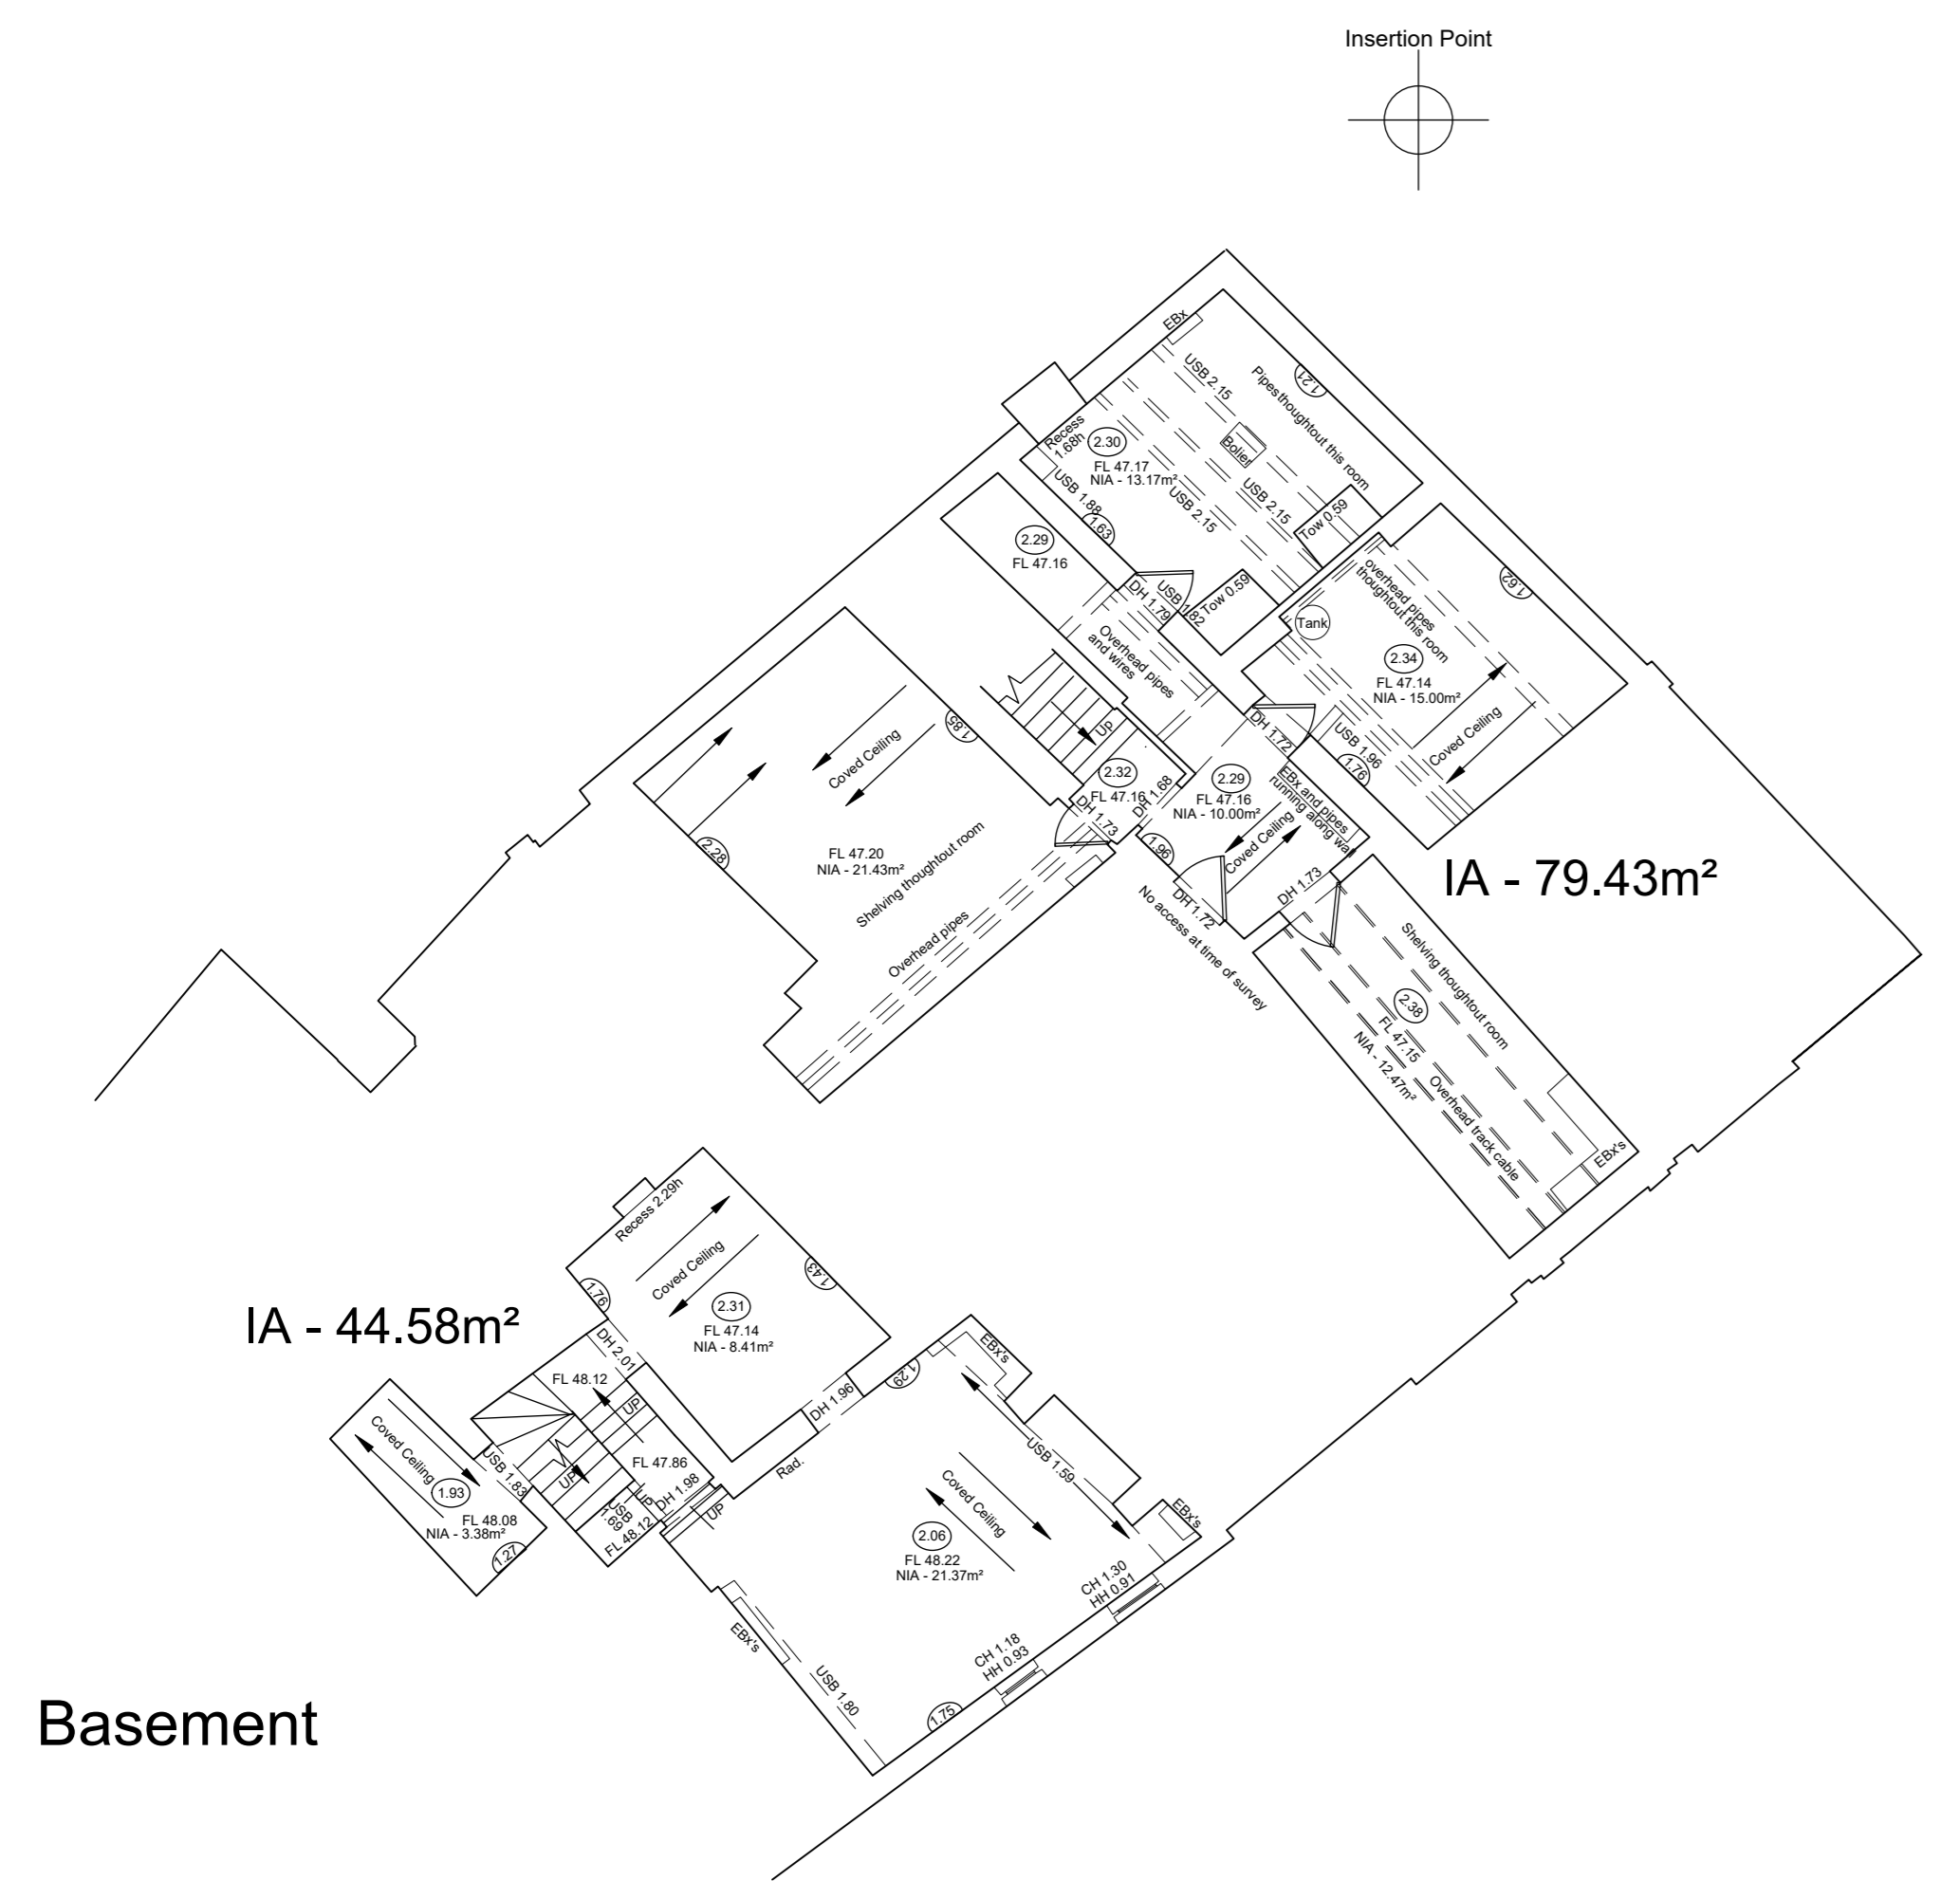 Insertion Point
EBx
USB 2.15
Pipes thoughtout this room
1.21
Recess
1.68h
2.30
FL 47.17
NIA - 13.17m²
Bolier
USB 1.88
USB 2.15
USB 2.15
1.63
Tow 0.59
2.29
FL 47.16
DH 1.79
USB 1.82
Tow 0.59
overhead pipes
thoughtout this room
1.62
Tank
2.34
FL 47.14
NIA - 15.00m²
Coved Ceiling
USB 1.96
1.76
Overhead pipes
and wires
DH 1.72
Up
2.32
FL 47.16
DH 1.68
DH 1.73
2.29
FL 47.16
NIA - 10.00m²
EBx and pipes
running along wall
Coved Ceiling
1.96
DH 1.72
DH 1.73
No access at time of survey
1.85
Coved Ceiling
2.28
FL 47.20
NIA - 21.43m²
Shelving thoughtout room
Overhead pipes
IA - 79.43m²
Shelving thoughtout room
2.38
FL 47.15
NIA - 12.47m²
Overhead track cable
EBx's
Recess 2.29h
Coved Ceiling
1.76
1.43
2.31
FL 47.14
NIA - 8.41m²
DH 2.01
DH 1.96
IA - 44.58m²
FL 48.12
UP
Coved Ceiling
USB 1.83
UP
FL 47.86
DH 1.98
UP
USB
1.69
FL 48.12
UP
1.93
FL 48.08
NIA - 3.38m²
1.27
Rad.
1.29
EBx's
USB 1.59
Coved Ceiling
EBx's
2.06
FL 48.22
NIA - 21.37m²
CH 1.30
HH 0.91
CH 1.18
HH 0.93
EBx's
USB 1.80
1.75
Basement